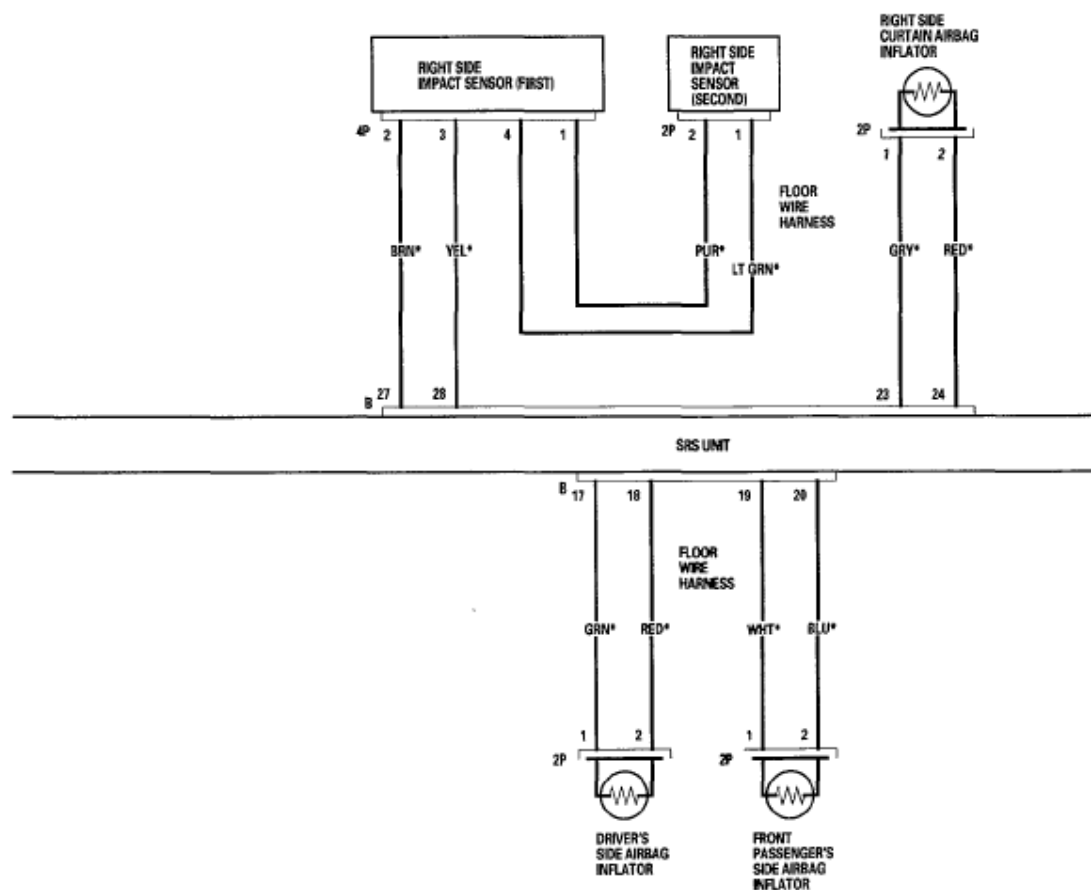 RIGHT SIDE
CURTAIN AIRBAG
INFLATOR
RIGHT SIDE
IMPACT SENSOR (FIRST)
RIGHT SIDE
IMPACT
SENSOR
(SECOND)
4P 2 3 4 1
2P 2 1
2P
1 2
FLOOR
WIRE
HARNESS
BRN* YEL* PUR* GRY* RED*
LT GRN*
B 27 28 23 24
SRS UNIT
B 17 18 19 20
FLOOR
WIRE
HARNESS
GRN* RED* WHT* BLU*
1 2 1 2
2P 2P
DRIVER'S
SIDE AIRBAG
INFLATOR
FRONT
PASSENGER'S
SIDE AIRBAG
INFLATOR